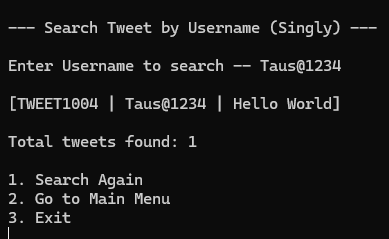 --- Search Tweet by Username (Singly) ---
Enter Username to search -- Taus@1234
[TWEET1004 | Taus@1234 | Hello World]
Total tweets found: 1
1. Search Again
2. Go to Main Menu
3. Exit